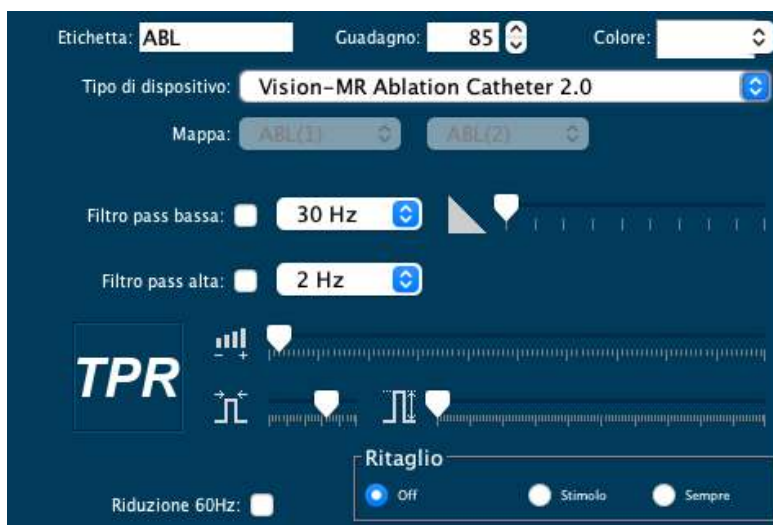 Etichetta: ABL Guadagno: 85 Colore:
Tipo di dispositivo: Vision-MR Ablation Catheter 2.0
Mappa: ABL(1) ABL(2)
Filtro pass bassa: 30 Hz
Filtro pass alta: 2 Hz
- +
TPR
Ritaglio
Riduzione 60Hz: Off Stimolo Sempre